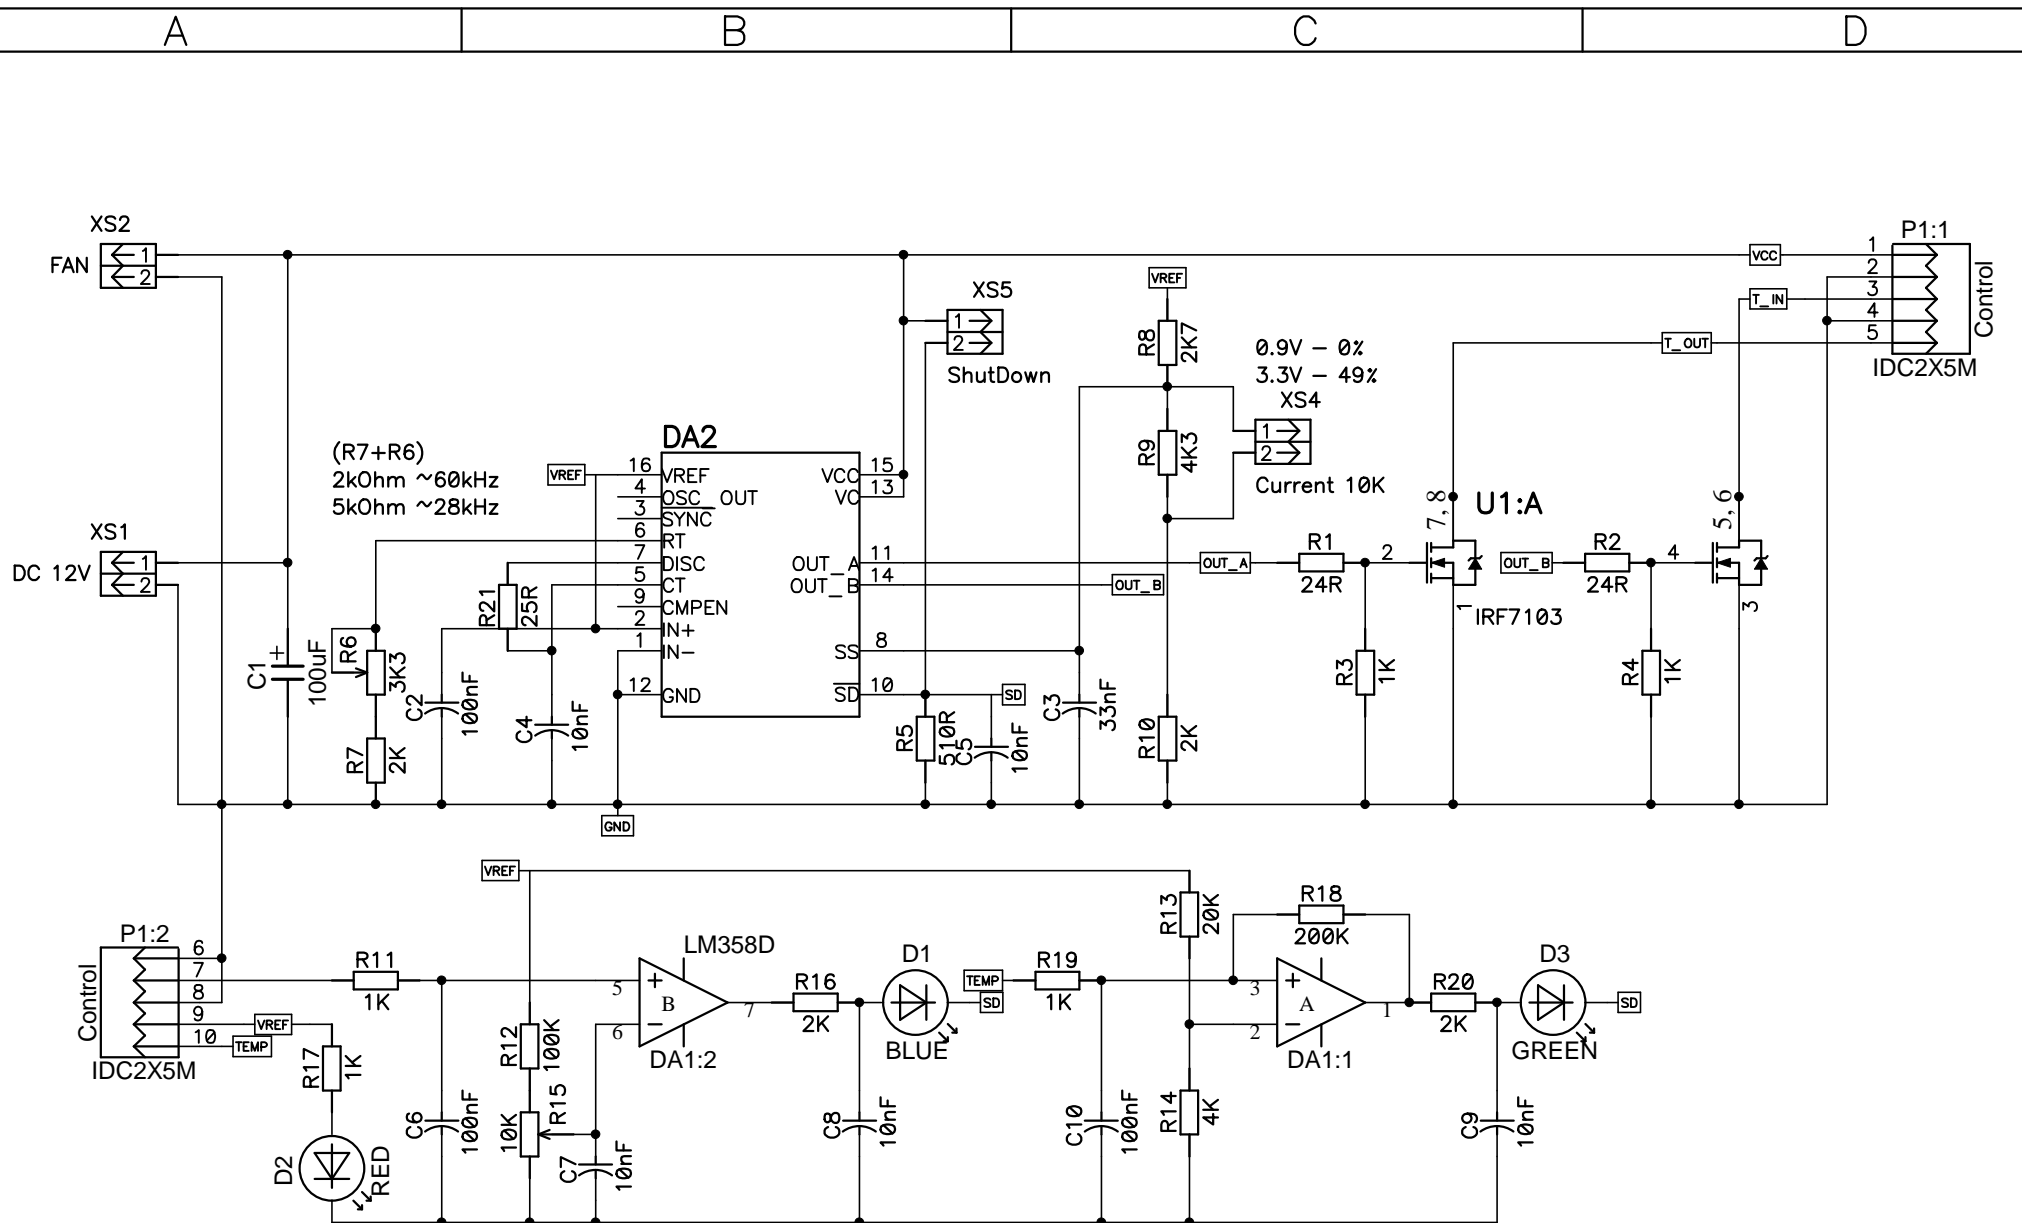 A
B
C
D
XS2
FAN
1
2
XS1
DC 12V
1
2
C1
+
100uF
(R7+R6)
2kOhm ~60kHz
5kOhm ~28kHz
R6
3K3
R7
2K
C2
100nF
R21
25R
C4
10nF
VREF
DA2
16 VREF
4 OSC_OUT
3 SYNC
6 RT
7 DISC
5 CT
9 CMPEN
2 IN+
1 IN-
12 GND
VCC 15
VC 13
OUT_A 11
OUT_B 14
SS 8
SD 10
GND
XS5
1
2
ShutDown
SD
R5
510R
C5
10nF
VREF
R8
2K7
R9
4K3
R10
2K
C3
33nF
0.9V – 0%
3.3V – 49%
XS4
1
2
Current 10K
OUT_B
OUT_A
R1
24R
R3
1K
2
7, 8
1
U1:A
IRF7103
OUT_B
R2
24R
R4
1K
4
5, 6
3
VCC
T_IN
T_OUT
P1:1
1
2
3
4
5
Control
IDC2X5M
P1:2
Control
6
7
8
9
10
IDC2X5M
VREF
TEMP
R11
1K
R17
1K
D2
RED
C6
100nF
VREF
R12
100K
R15
10K
C7
10nF
LM358D
5
6
+
–
B
7
DA1:2
R16
2K
C8
10nF
D1
BLUE
SD
TEMP
R19
1K
C10
100nF
R13
20K
R14
4K
R18
200K
3
2
+
–
A
1
DA1:1
R20
2K
C9
10nF
D3
GREEN
SD